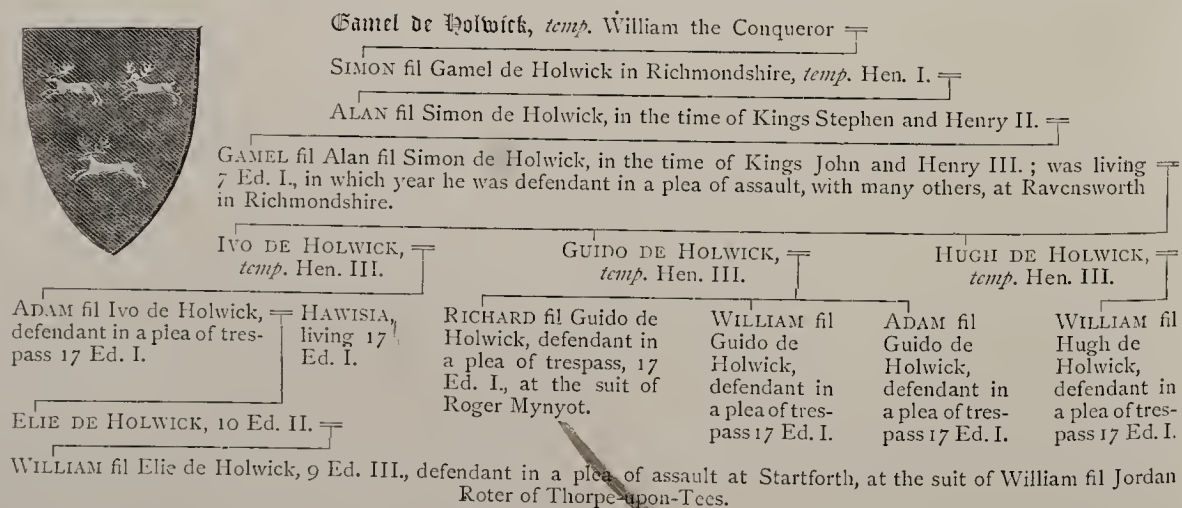 Gamel de Holwick, temp. William the Conqueror
SIMON fil Gamel de Holwick in Richmondshire, temp. Hen. I.
ALAN fil Simon de Holwick, in the time of Kings Stephen and Henry II.
GAMEL fil Alan fil Simon de Holwick, in the time of Kings John and Henry III. ; was living
7 Ed. I., in which year he was defendant in a plea of assault, with many others, at Ravensworth
in Richmondshire.
IVO DE HOLWICK,
temp. Hen. III.
GUIDO DE HOLWICK,
temp. Hen. III.
HUGH DE HOLWICK,
temp. Hen. III.
ADAM fil Ivo de Holwick,
defendant in a plea of tres-
pass 17 Ed. I.
HAWISIA,
living 17
Ed. I.
RICHARD fil Guido de
Holwick, defendant in
a plea of trespass, 17
Ed. I., at the suit of
Roger Mynyot.
WILLIAM fil
Guido de
Holwick,
defendant in
a plea of tres-
pass 17 Ed. I.
ADAM fil
Guido de
Holwick,
defendant in
a plea of tres-
pass 17 Ed. I.
WILLIAM fil
Hugh de
Holwick,
defendant in
a plea of tres-
pass 17 Ed. I.
ELIE DE HOLWICK, 10 Ed. II.
WILLIAM fil Elie de Holwick, 9 Ed. III., defendant in a plea of assault at Startforth, at the suit of William fil Jordan
Roter of Thorpe-upon-Tees.